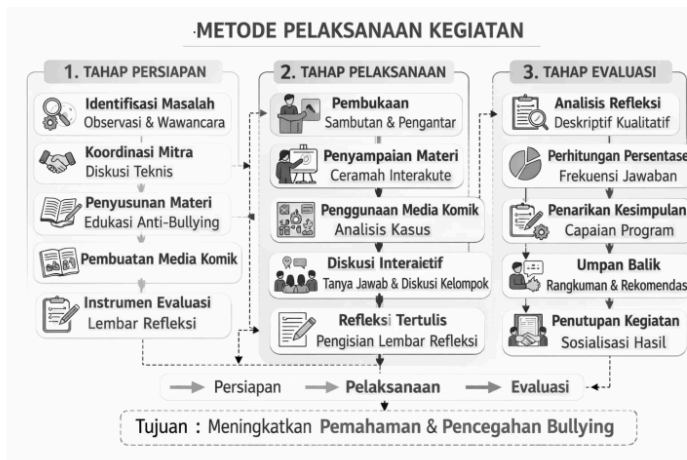 METODE PELAKSANAAN KEGIATAN
1. TAHAP PERSIAPAN
Identifikasi Masalah
Observasi & Wawancara
Koordinasi Mitra
Diskusi Teknis
Penyusunan Materi
Edukasi Anti-Bullying
Pembuatan Media Komik
Instrumen Evaluasi
Lembar Refleksi
2. TAHAP PELAKSANAAN
Pembukaan
Sambutan & Pengantar
Penyampaian Materi
Ceramah Interakute
Penggunaan Media Komik
Analisis Kasus
Diskusi Interaictif
Tanya Jawab & Diskusi Kelompok
Refleksi Tertulis
Pengisian Lembar Refleksi
3. TAHAP EVALUASI
Analisis Refleksi
Deskriptif Kualitatif
Perhitungan Persentase
Frekuensi Jawaban
Penarikan Kesimpulan
Capaian Program
Umpan Balik
Rangkuman & Rekomendas
Penutupan Kegiatan
Sosialisasi Hasil
Persiapan Pelaksanaan Evaluasi
Tujuan : Meningkatkan Pemahaman & Pencegahan Bullying